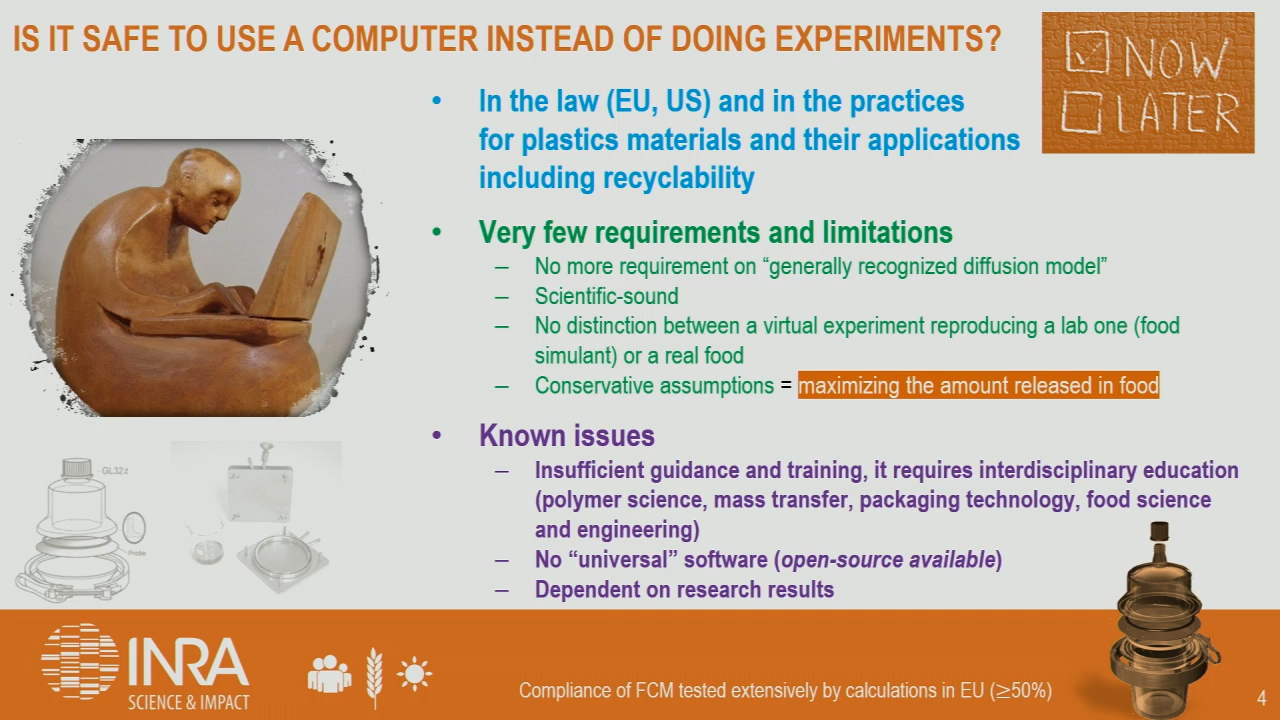 IS IT SAFE TO USE A COMPUTER INSTEAD OF DOING EXPERIMENTS?
NOW
LATER
• In the law (EU, US) and in the practices
for plastics materials and their applications
including recyclability
• Very few requirements and limitations
– No more requirement on “generally recognized diffusion model”
– Scientific-sound
– No distinction between a virtual experiment reproducing a lab one (food
simulant) or a real food
– Conservative assumptions = maximizing the amount released in food
• Known issues
– Insufficient guidance and training, it requires interdisciplinary education
(polymer science, mass transfer, packaging technology, food science
and engineering)
– No “universal” software (open-source available)
– Dependent on research results
GL32
Probe
INRA
SCIENCE & IMPACT
Compliance of FCM tested extensively by calculations in EU (≥50%)
4